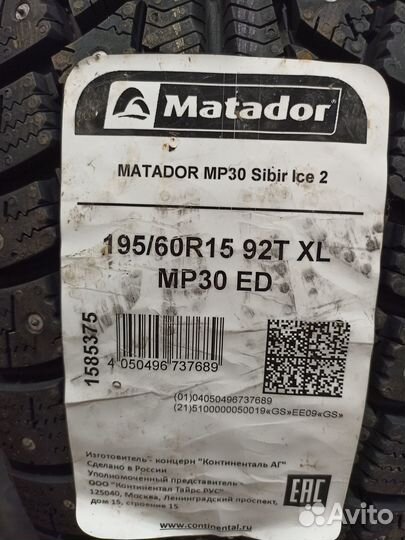 Matador
MATADOR MP30 Sibir Ice 2
195/60R15 92T XL
MP30 ED
1585375
4 050496 737689
(01)04050496737689
(21)5100000050019«GS»EE09«GS»
Изготовитель - концерн "Континенталь АГ"
Сделано в России
Уполномоченный представитель -
ООО "Континентал Тайрс РУС"
125040, Москва, Ленинградский проспект,
дом 15, строение 15
www.continental.ru
EAC
Avito